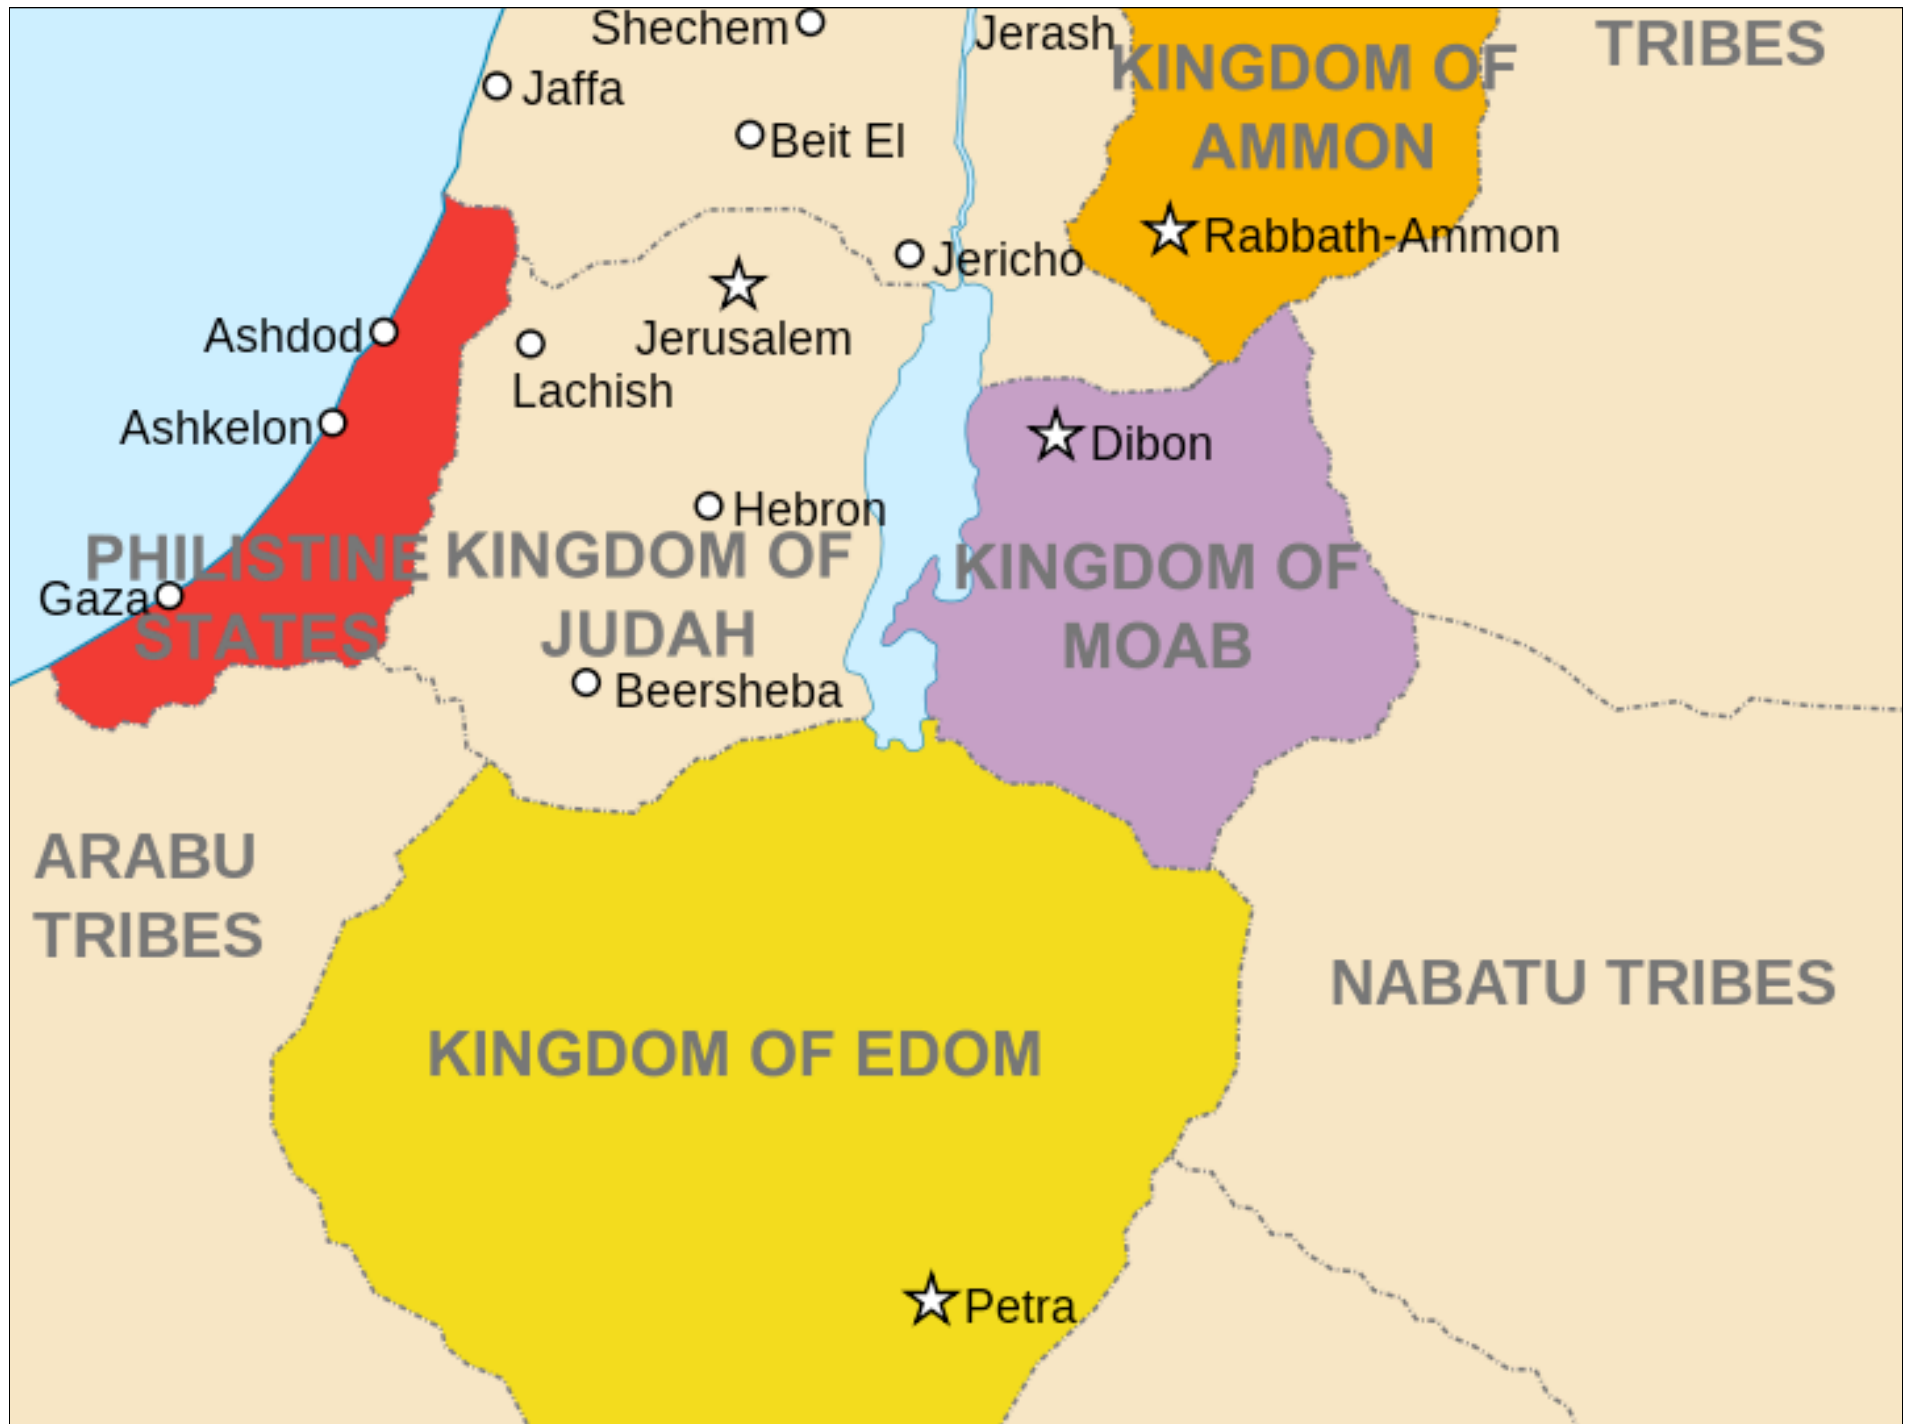 Shechem
Jerash
TRIBES
Jaffa
KINGDOM OF
AMMON
Beit El
Rabbath-Ammon
Jericho
Jerusalem
Ashdod
Lachish
Ashkelon
Dibon
Hebron
PHILISTINE
STATES
Gaza
KINGDOM OF
JUDAH
KINGDOM OF
MOAB
Beersheba
ARABU
TRIBES
NABATU TRIBES
KINGDOM OF EDOM
Petra